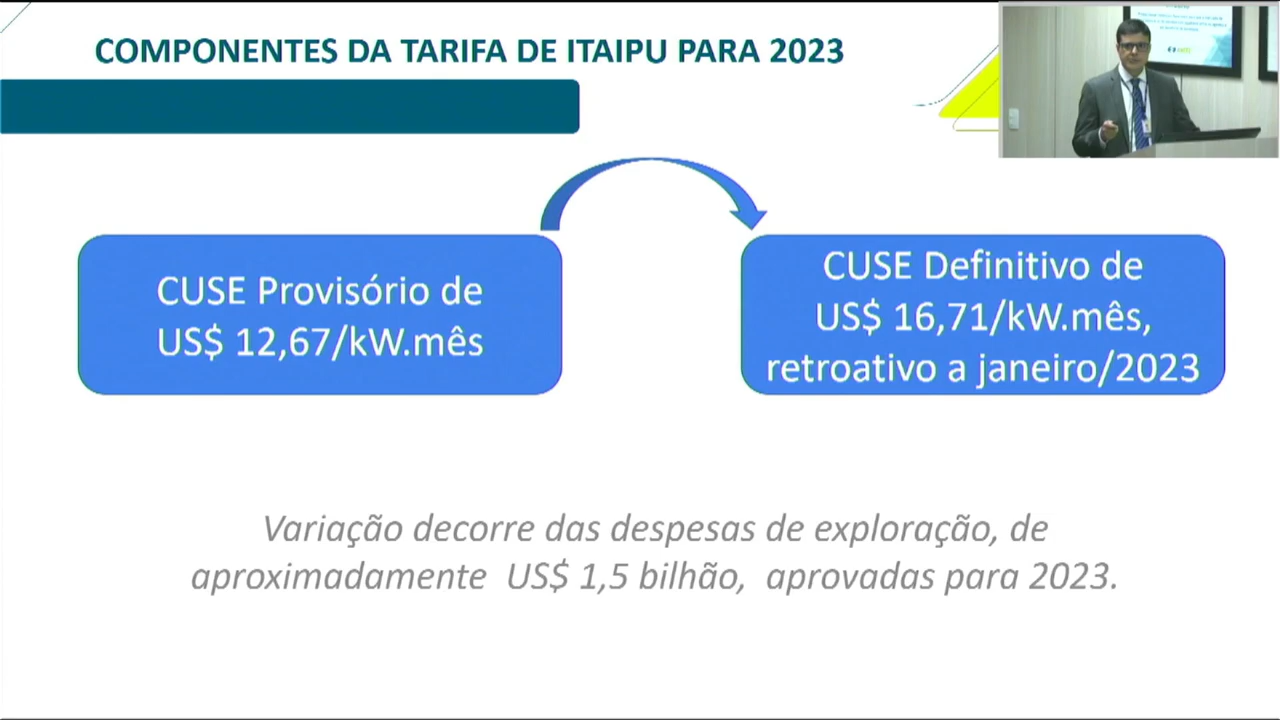 COMPONENTES DA TARIFA DE ITAIPU PARA 2023
CUSE Provisório de
US$ 12,67/kW.mês
CUSE Definitivo de
US$ 16,71/kW.mês,
retroativo a janeiro/2023
Variação decorre das despesas de exploração, de
aproximadamente US$ 1,5 bilhão, aprovadas para 2023.